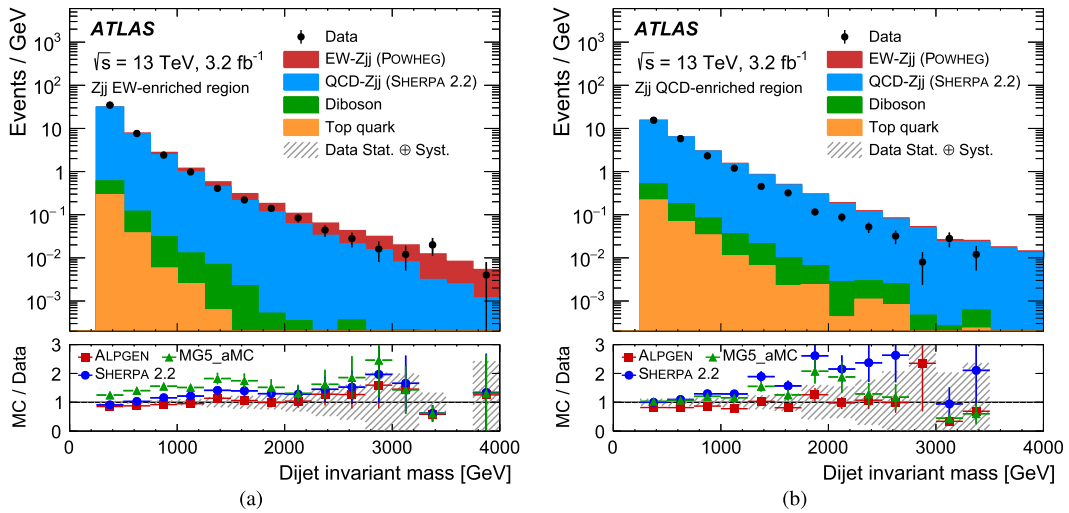 ATLAS
√s = 13 TeV, 3.2 fb⁻¹
Zjj EW-enriched region
Data
EW-Zjj (POWHEG)
QCD-Zjj (SHERPA 2.2)
Diboson
Top quark
Data Stat. ⊕ Syst.
Events / GeV
10³
10²
10
1
10⁻¹
10⁻²
10⁻³
ALPGEN
MG5_aMC
SHERPA 2.2
MC / Data
3
2
1
0
0 1000 2000 3000 4000
Dijet invariant mass [GeV]
(a)
ATLAS
√s = 13 TeV, 3.2 fb⁻¹
Zjj QCD-enriched region
Data
EW-Zjj (POWHEG)
QCD-Zjj (SHERPA 2.2)
Diboson
Top quark
Data Stat. ⊕ Syst.
Events / GeV
10³
10²
10
1
10⁻¹
10⁻²
10⁻³
ALPGEN
MG5_aMC
SHERPA 2.2
MC / Data
3
2
1
0
0 1000 2000 3000 4000
Dijet invariant mass [GeV]
(b)